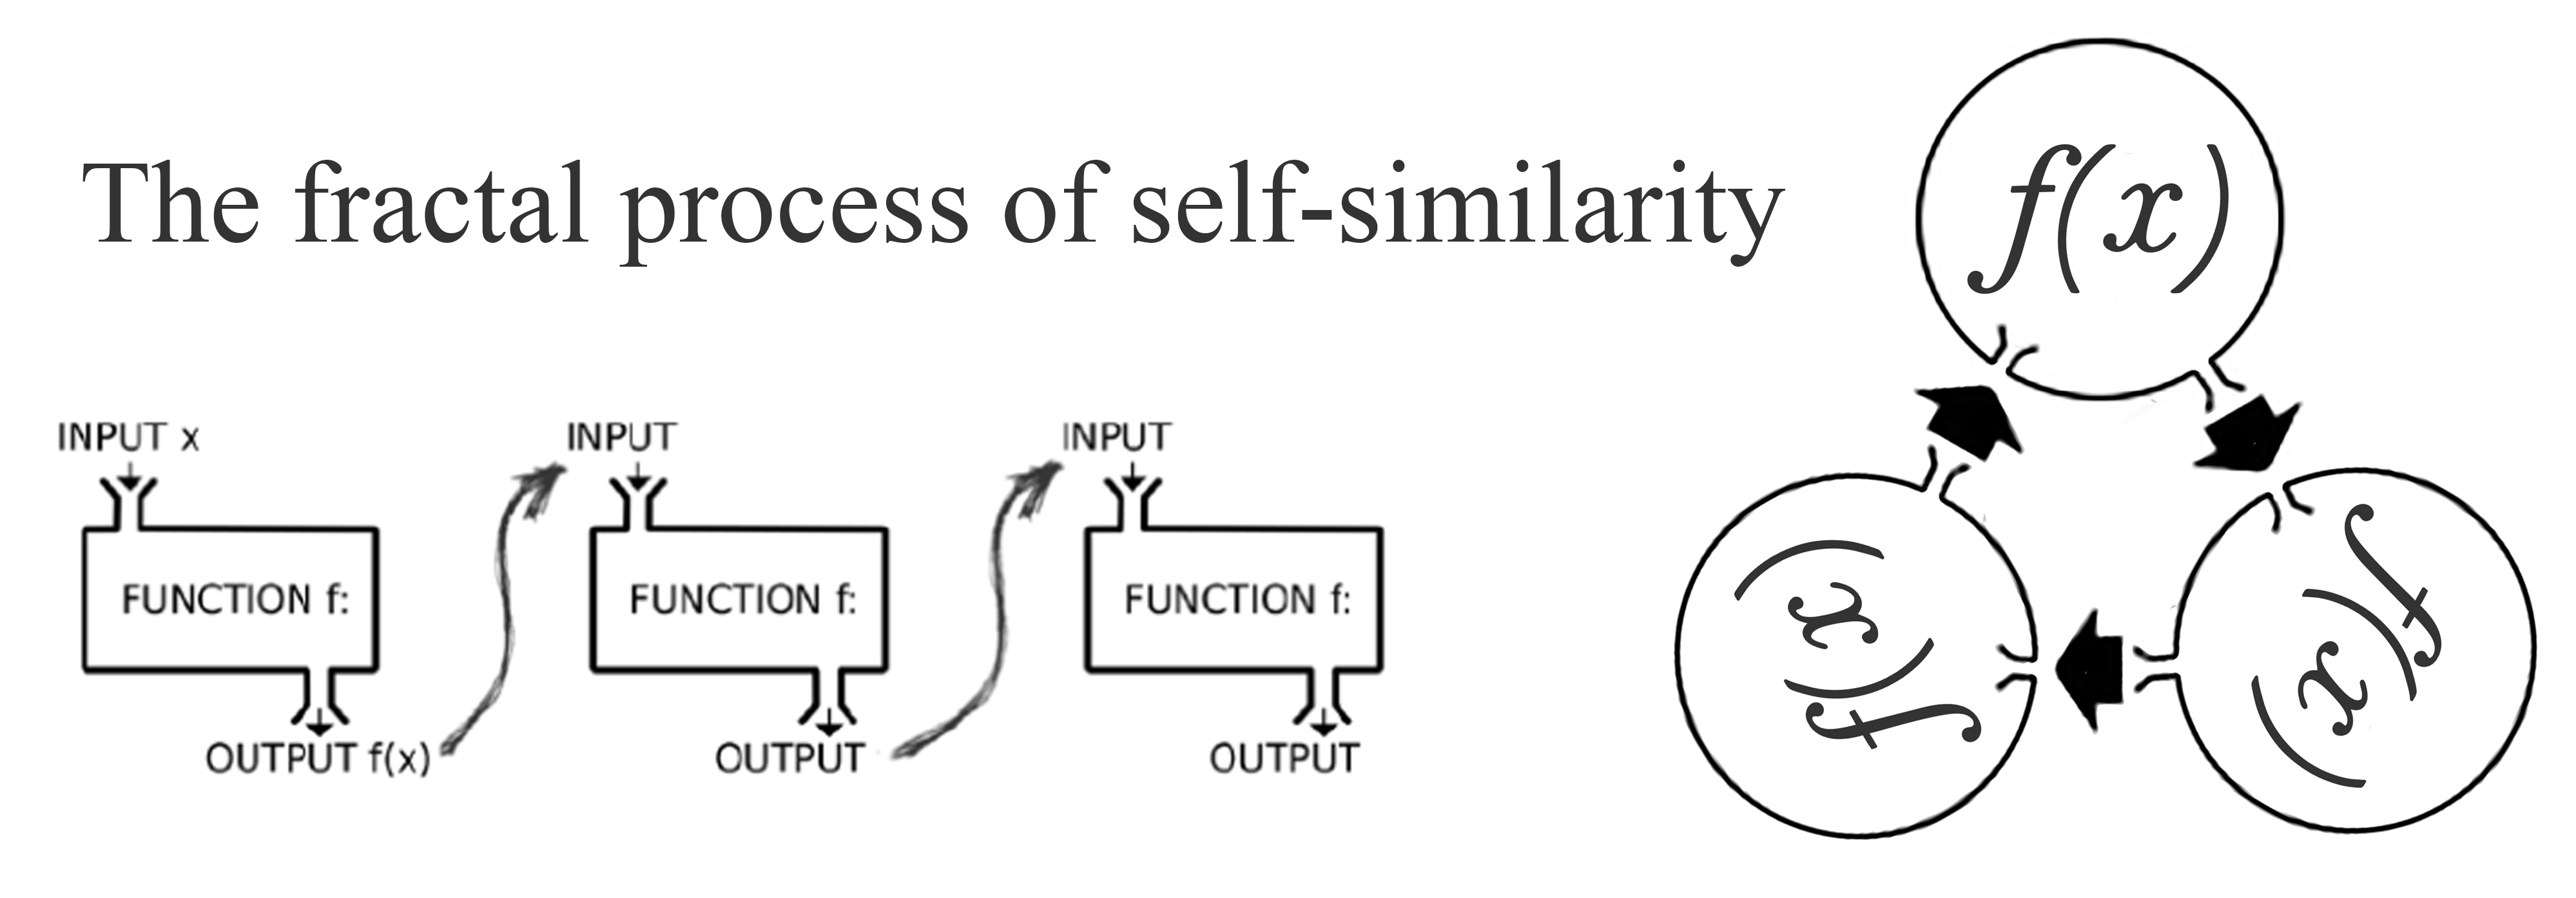 The fractal process of self-similarity
INPUT x
INPUT
INPUT
FUNCTION f:
FUNCTION f:
FUNCTION f:
OUTPUT f(x)
OUTPUT
OUTPUT
f(x)
f(x)
f(x)